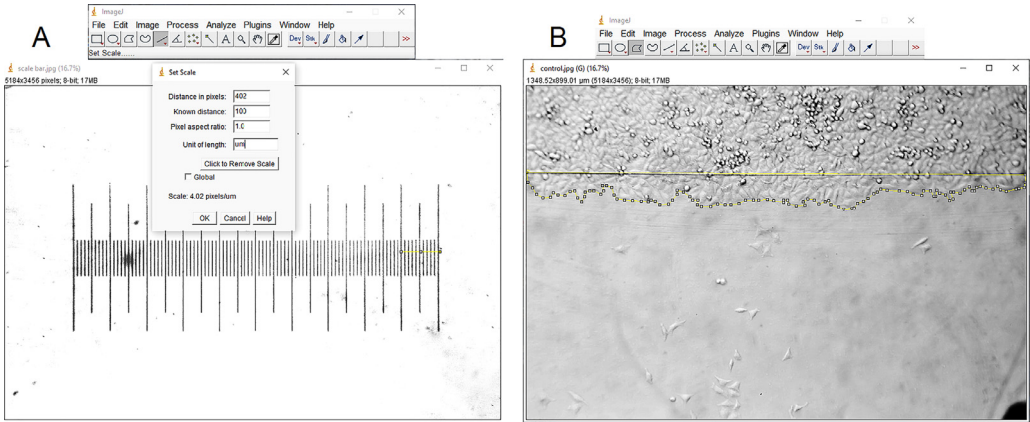 A
ImageJ
File Edit Image Process Analyze Plugins Window Help
Dev Stk >>
Set Scale......
scale bar.jpg (16.7%)
5184x3456 pixels; 8-bit; 17MB
Set Scale
Distance in pixels: 402
Known distance: 100
Pixel aspect ratio: 1.0
Unit of length: um
Click to Remove Scale
Global
Scale: 4.02 pixels/um
OK Cancel Help
B
ImageJ
File Edit Image Process Analyze Plugins Window Help
Dev Stk >>
control.jpg (G) (16.7%)
1348.52x899.01 µm (5184x3456); 8-bit; 17MB